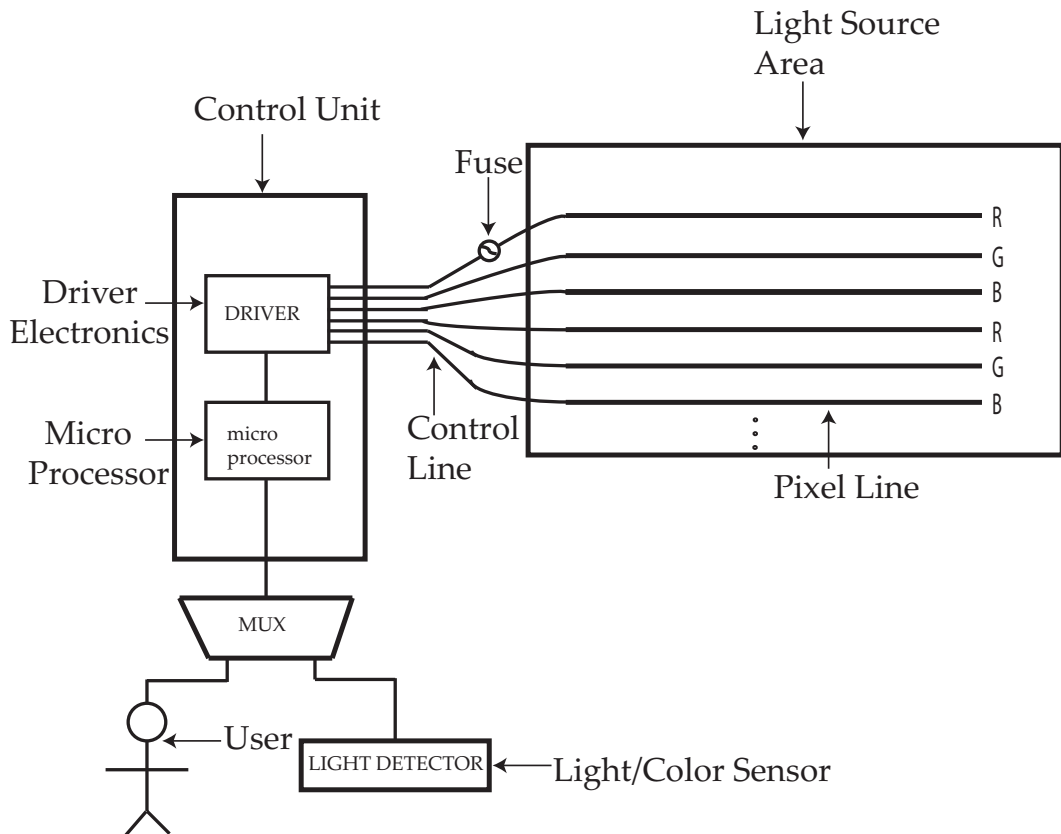 Light Source
Area
Control Unit
Fuse
R
G
B
R
G
B
Driver
Electronics
DRIVER
Micro
Processor
micro
processor
Control
Line
Pixel Line
MUX
User
LIGHT DETECTOR
Light/Color Sensor